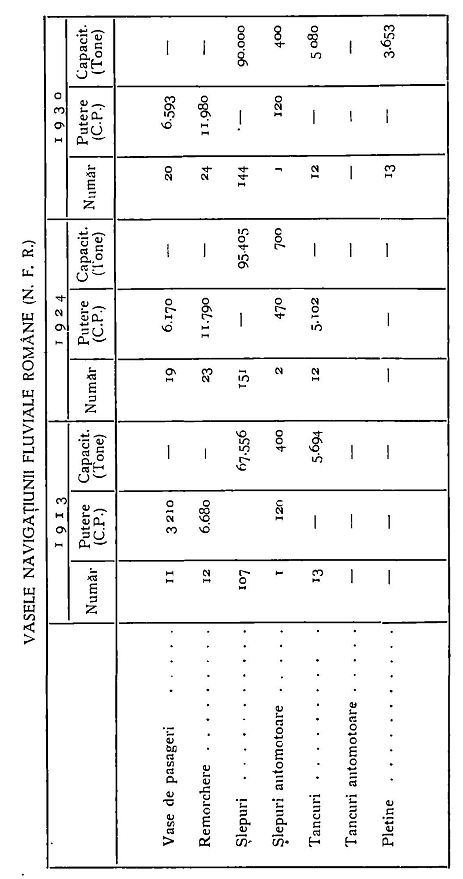 VASELE NAVIGAȚIUNII FLUVIALE ROMÂNE (N. F. R.)
1913 1924 1930
Număr Putere (C.P.) Capacit. (Tone) Număr Putere (C.P.) Capacit. (Tone) Număr Putere (C.P.) Capacit. (Tone)
Vase de pasageri . . . . . 11 3 210 — 19 6.170 — 20 6.593 —
Remorchere . . . . . . . . . 12 6.680 — 23 11.790 — 24 11.980 —
Șlepuri . . . . . . . . . . . 107 67.556 151 — 95.405 144 — 90.000
Șlepuri automotoare . . . . . 1 120 400 2 470 700 1 120 400
Tancuri . . . . . . . . . . 13 — 5.694 12 5.102 — 12 — 5 080
Tancuri automotoare . . . . . — — — — — — —
Pletine . . . . . . . . . . — — — — — — 13 — 3.653